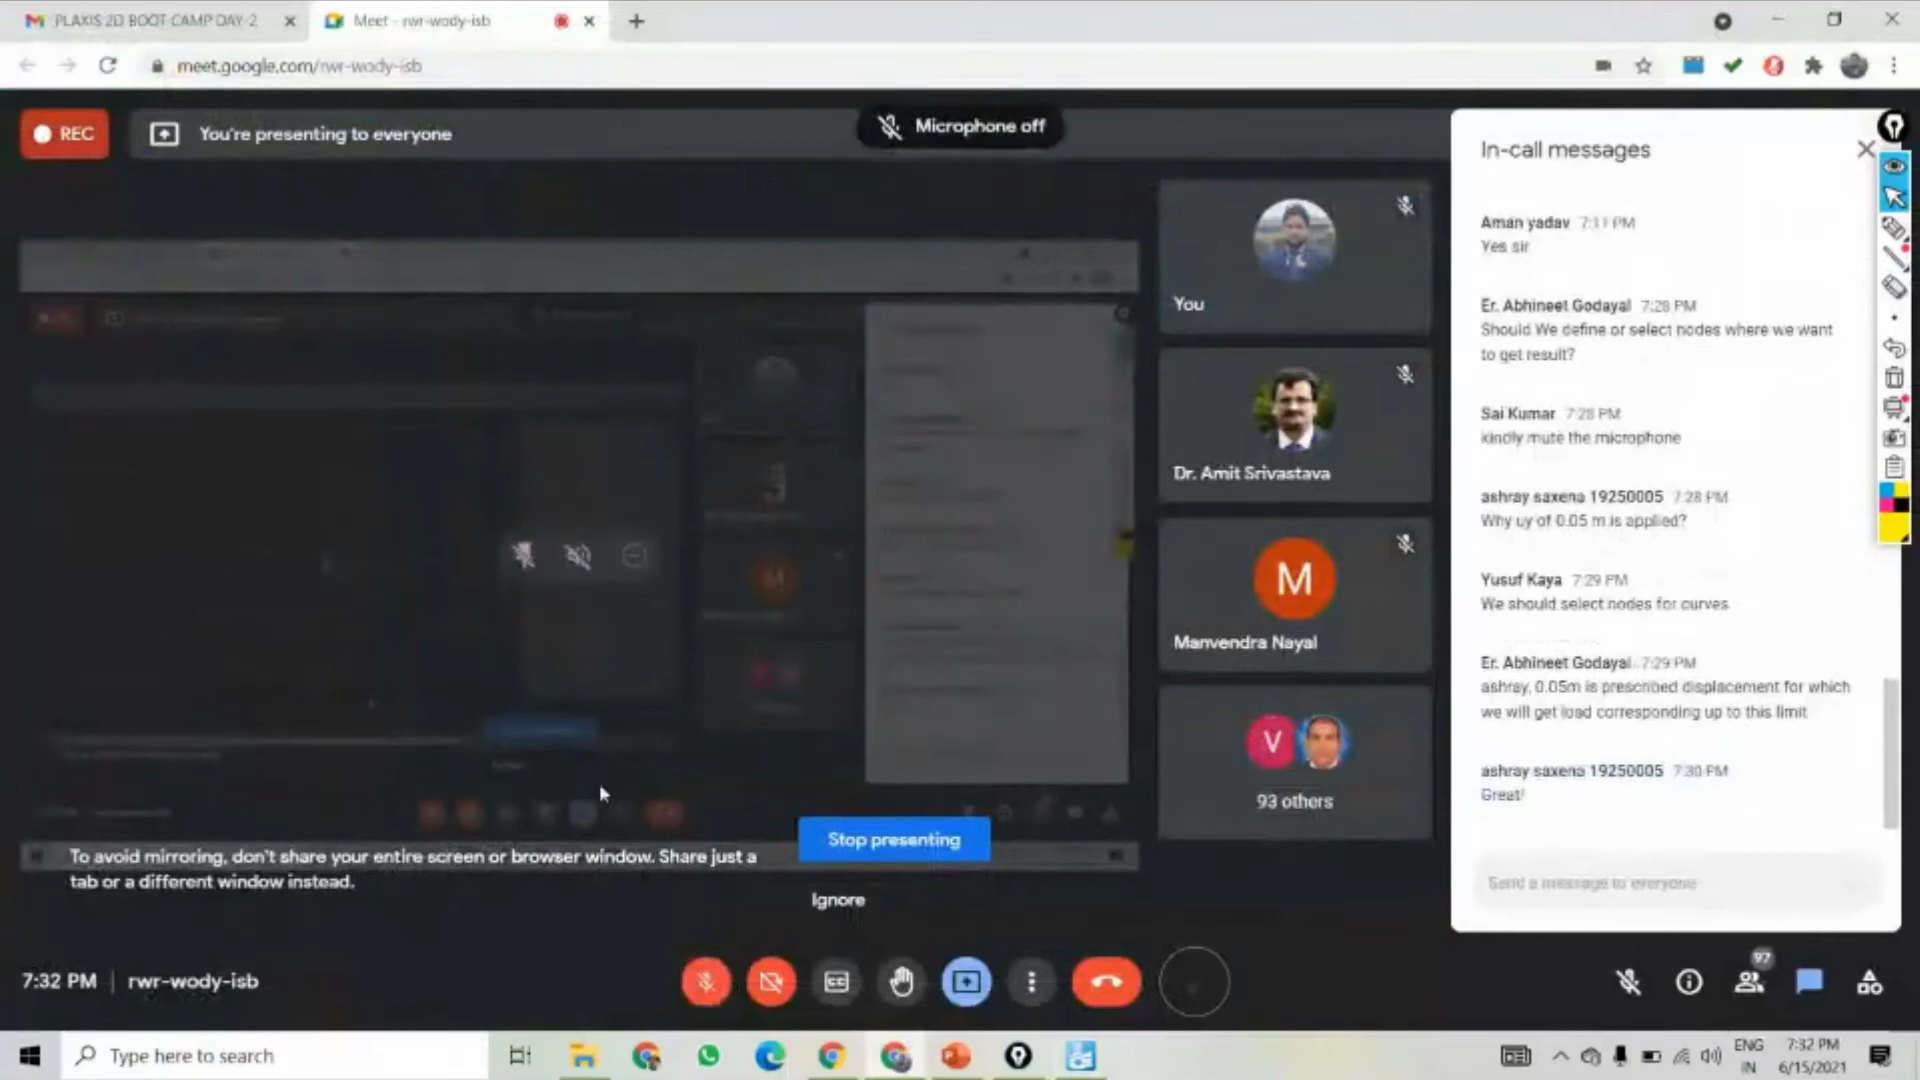 PLAXIS 2D BOOT CAMP DAY-2
Meet - rwr-wody-isb
meet.google.com/rwr-wody-isb
REC
You're presenting to everyone
Microphone off
In-call messages
Aman yadav 7:11 PM
Yes sir
Er. Abhineet Godayal 7:28 PM
Should We define or select nodes where we want
to get result?
Sai Kumar 7:28 PM
kindly mute the microphone
ashray saxena 19250005 7:28 PM
Why uy of 0.05 m is applied?
Yusuf Kaya 7:29 PM
We should select nodes for curves
Er. Abhineet Godayal 7:29 PM
ashray, 0.05m is prescribed displacement for which
we will get load corresponding up to this limit
ashray saxena 19250005 7:30 PM
Great!
Send a message to everyone
You
Dr. Amit Srivastava
M
Manvendra Nayal
V
93 others
To avoid mirroring, don't share your entire screen or browser window. Share just a
tab or a different window instead.
Stop presenting
Ignore
7:32 PM | rwr-wody-isb
97
Type here to search
ENG
IN
7:32 PM
6/15/2021